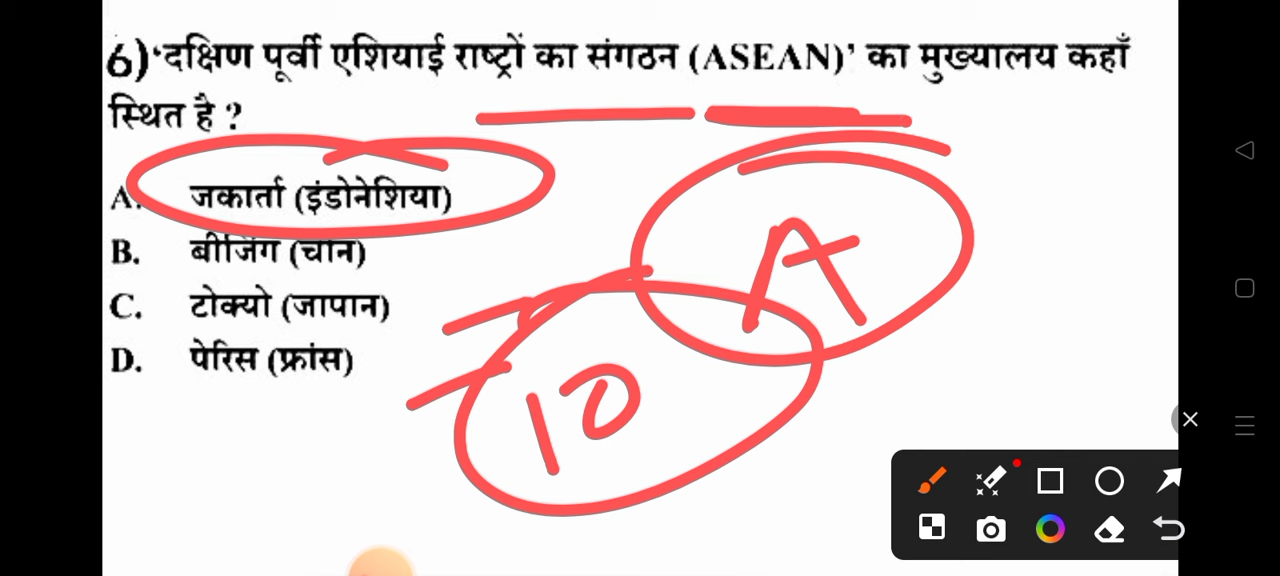 6) 'दक्षिण पूर्वी एशियाई राष्ट्रों का संगठन (ASEAN)' का मुख्यालय कहाँ
स्थित है ?
A. जकार्ता (इंडोनेशिया)
B. बीजिंग (चीन)
C. टोक्यो (जापान)
D. पेरिस (फ्रांस)
A
10